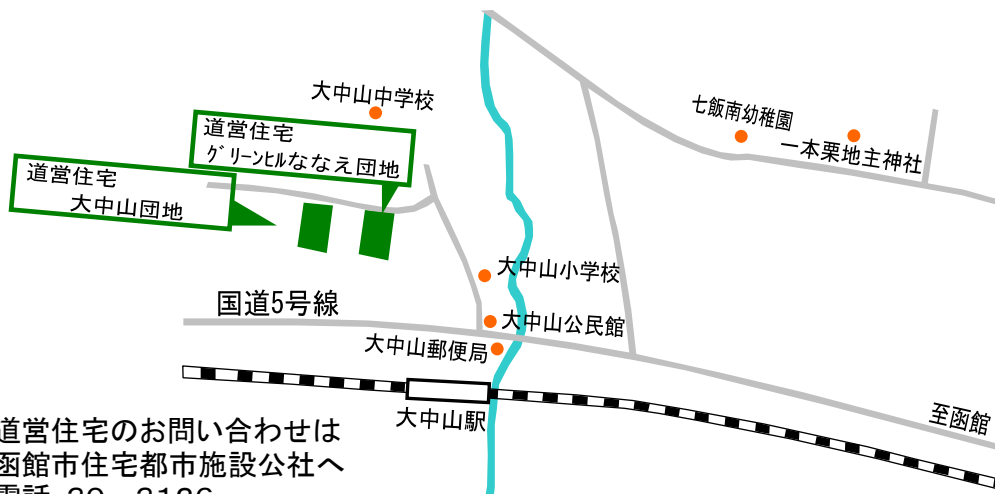 大中山中学校
道営住宅
グリーンヒルななえ団地
道営住宅
大中山団地
七飯南幼稚園
一本栗地主神社
大中山小学校
国道5号線
大中山公民館
大中山郵便局
大中山駅
至函館
道営住宅のお問い合わせは
函館市住宅都市施設公社へ